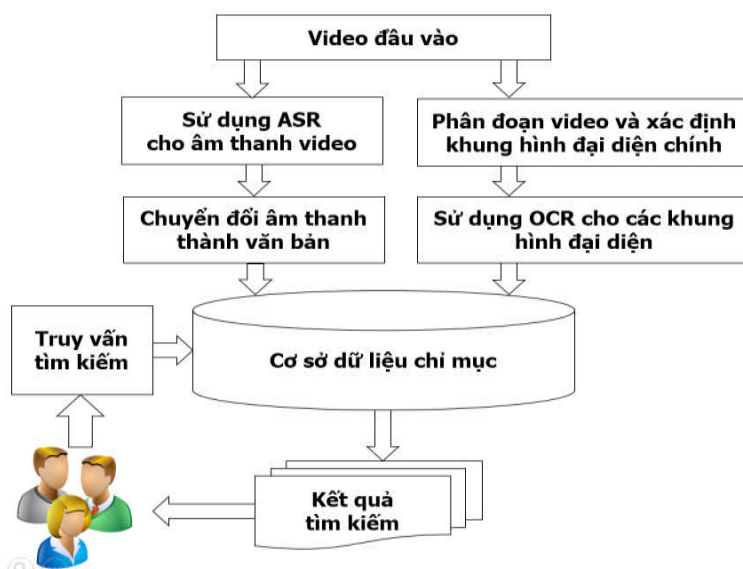 Video đầu vào
Sử dụng ASR
cho âm thanh video
Phân đoạn video và xác định
khung hình đại diện chính
Chuyển đổi âm thanh
thành văn bản
Sử dụng OCR cho các khung
hình đại diện
Truy vấn
tìm kiếm
Cơ sở dữ liệu chỉ mục
Kết quả
tìm kiếm